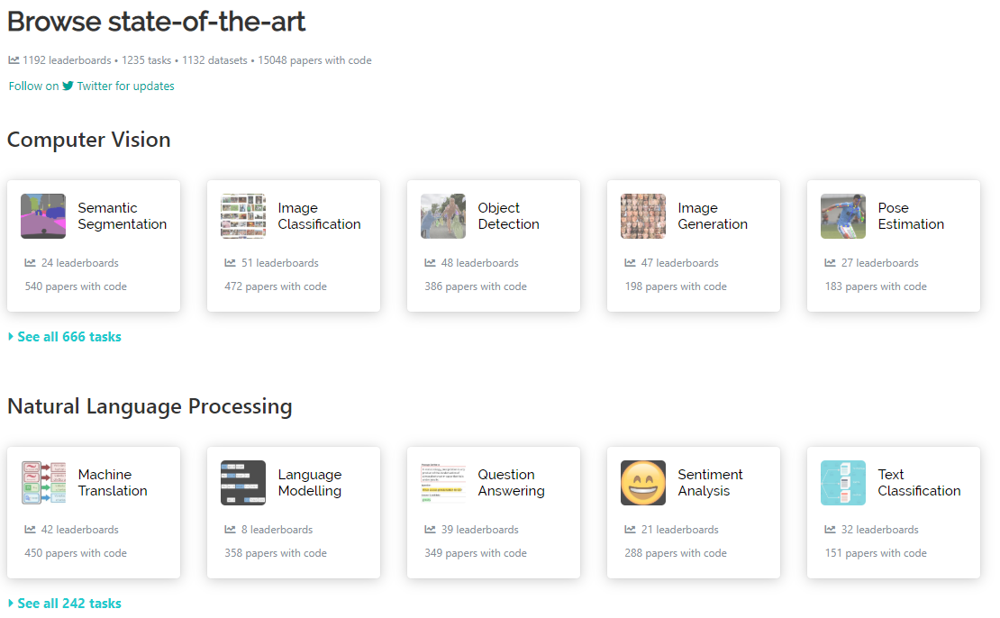 Browse state-of-the-art
1192 leaderboards • 1235 tasks • 1132 datasets • 15048 papers with code
Follow on Twitter for updates
Computer Vision
Semantic
Segmentation
24 leaderboards
540 papers with code
Image
Classification
51 leaderboards
472 papers with code
Object
Detection
48 leaderboards
386 papers with code
Image
Generation
47 leaderboards
198 papers with code
Pose
Estimation
27 leaderboards
183 papers with code
See all 666 tasks
Natural Language Processing
Machine
Translation
42 leaderboards
450 papers with code
Language
Modelling
8 leaderboards
358 papers with code
Question
Answering
39 leaderboards
349 papers with code
Sentiment
Analysis
21 leaderboards
288 papers with code
Text
Classification
32 leaderboards
151 papers with code
See all 242 tasks